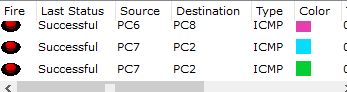 Fire Last Status Source Destination Type Color
Successful PC6 PC8 ICMP
Successful PC7 PC2 ICMP
Successful PC7 PC2 ICMP